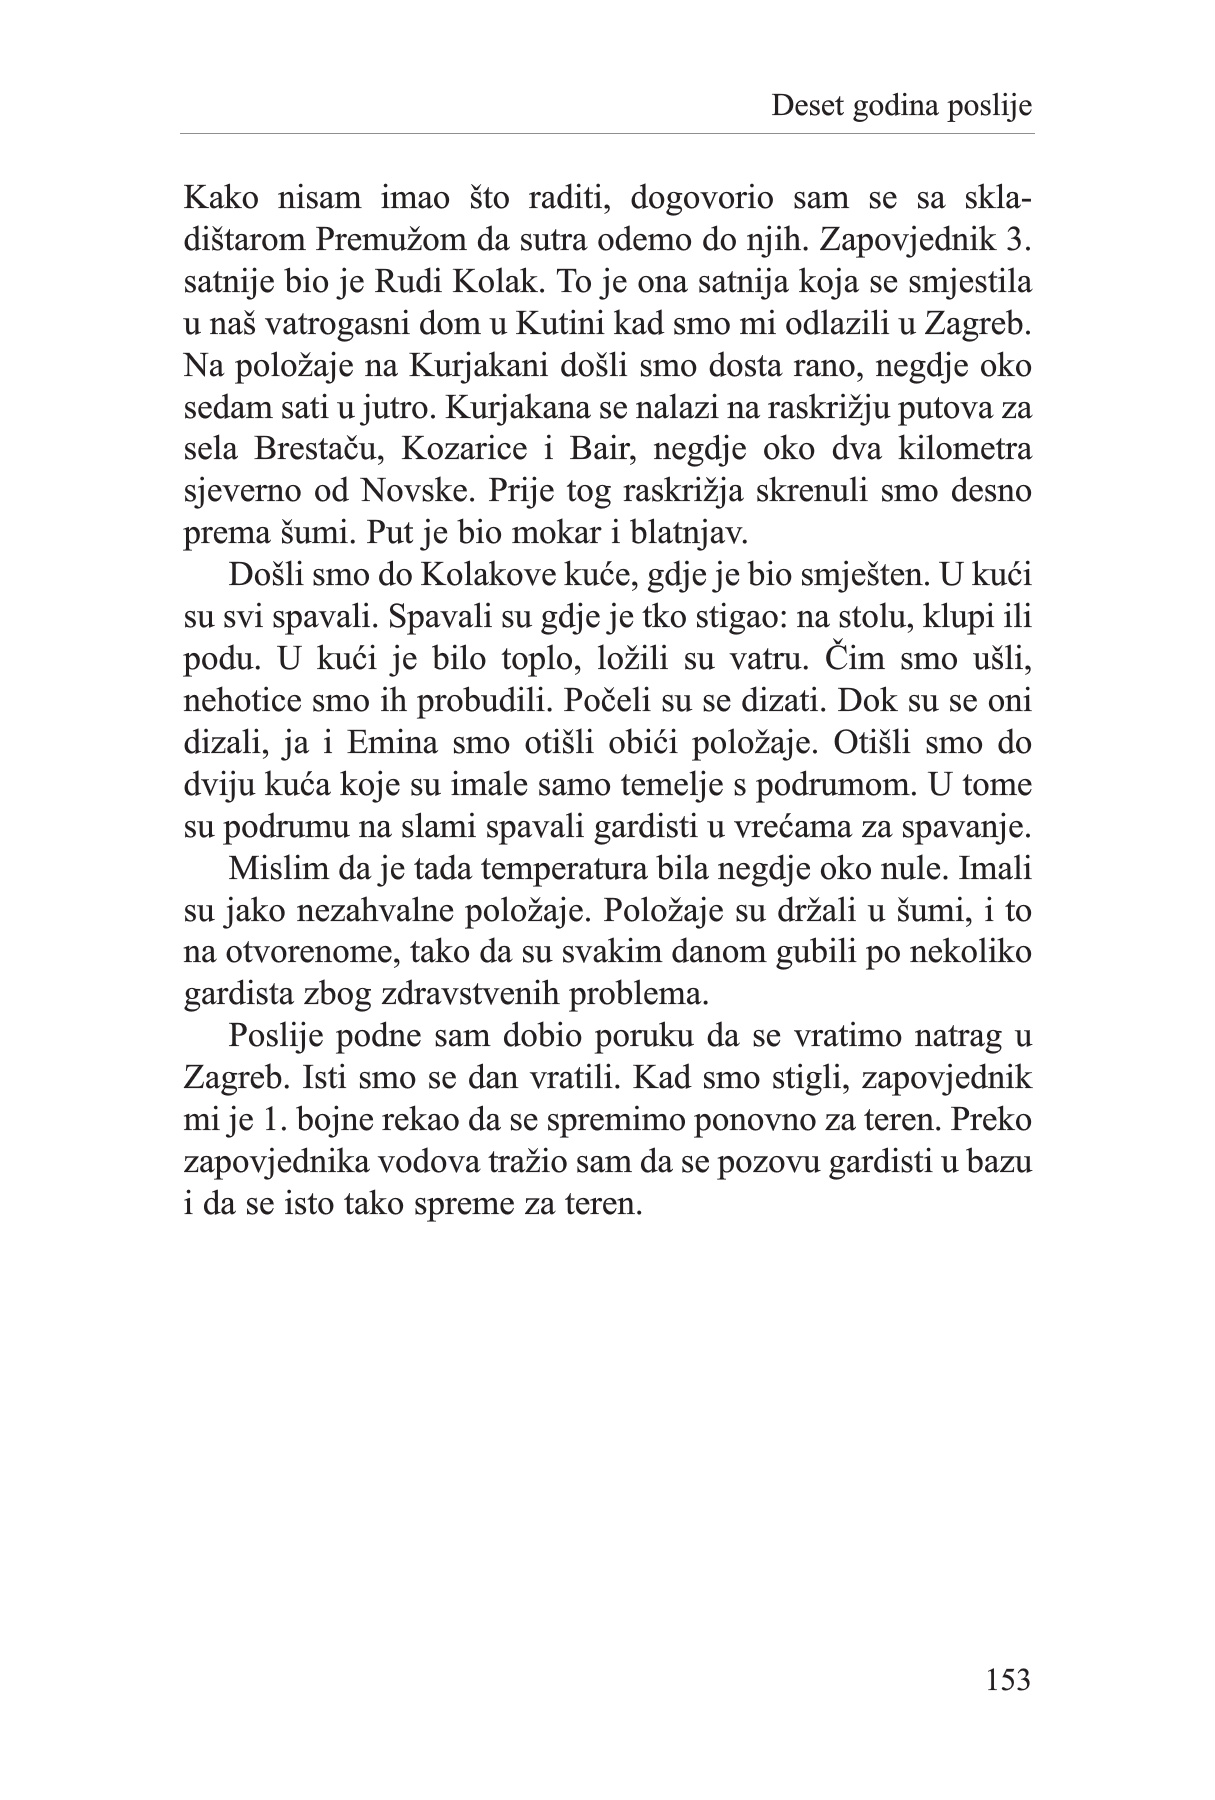 Deset godina poslije
Kako nisam imao što raditi, dogovorio sam se sa skla-
dištarom Premužom da sutra odemo do njih. Zapovjednik 3.
satnije bio je Rudi Kolak. To je ona satnija koja se smjestila
u naš vatrogasni dom u Kutini kad smo mi odlazili u Zagreb.
Na položaje na Kurjakani došli smo dosta rano, negdje oko
sedam sati u jutro. Kurjakana se nalazi na raskrižju putova za
sela Brestaču, Kozarice i Bair, negdje oko dva kilometra
sjeverno od Novske. Prije tog raskrižja skrenuli smo desno
prema šumi. Put je bio mokar i blatnjav.
Došli smo do Kolakove kuće, gdje je bio smješten. U kući
su svi spavali. Spavali su gdje je tko stigao: na stolu, klupi ili
podu. U kući je bilo toplo, ložili su vatru. Čim smo ušli,
nehotice smo ih probudili. Počeli su se dizati. Dok su se oni
dizali, ja i Emina smo otišli obići položaje. Otišli smo do
dviju kuća koje su imale samo temelje s podrumom. U tome
su podrumu na slami spavali gardisti u vrećama za spavanje.
Mislim da je tada temperatura bila negdje oko nule. Imali
su jako nezahvalne položaje. Položaje su držali u šumi, i to
na otvorenome, tako da su svakim danom gubili po nekoliko
gardista zbog zdravstvenih problema.
Poslije podne sam dobio poruku da se vratimo natrag u
Zagreb. Isti smo se dan vratili. Kad smo stigli, zapovjednik
mi je 1. bojne rekao da se spremimo ponovno za teren. Preko
zapovjednika vodova tražio sam da se pozovu gardisti u bazu
i da se isto tako spreme za teren.
153